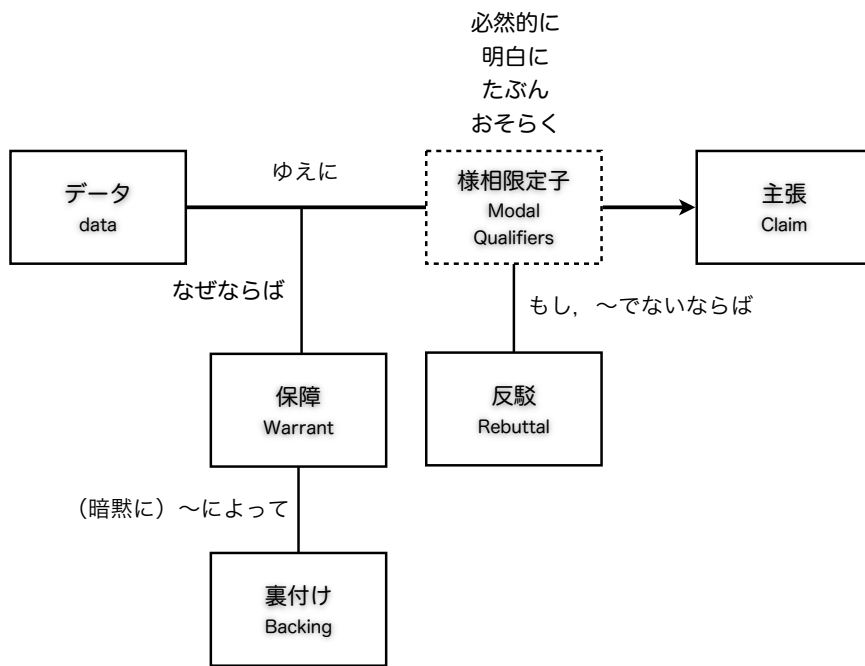 必然的に
明白に
たぶん
おそらく
ゆえに
データ
data
様相限定子
Modal
Qualifiers
主張
Claim
なぜならば
もし，〜でないならば
保障
Warrant
反駁
Rebuttal
（暗黙に）〜によって
裏付け
Backing